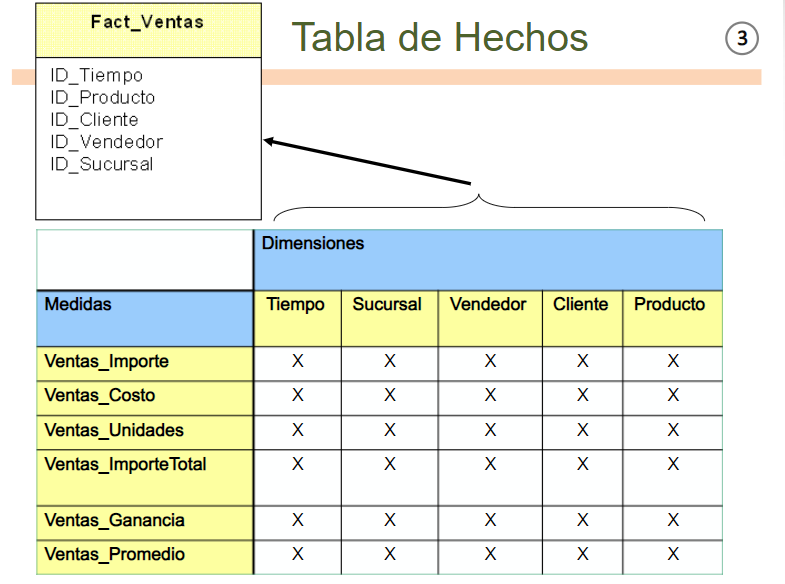 Fact_Ventas
Tabla de Hechos
3
ID_Tiempo
ID_Producto
ID_Cliente
ID_Vendedor
ID_Sucursal
Dimensiones
Medidas Tiempo Sucursal Vendedor Cliente Producto
Ventas_Importe X X X X X
Ventas_Costo X X X X X
Ventas_Unidades X X X X X
Ventas_ImporteTotal X X X X X
Ventas_Ganancia X X X X X
Ventas_Promedio X X X X X